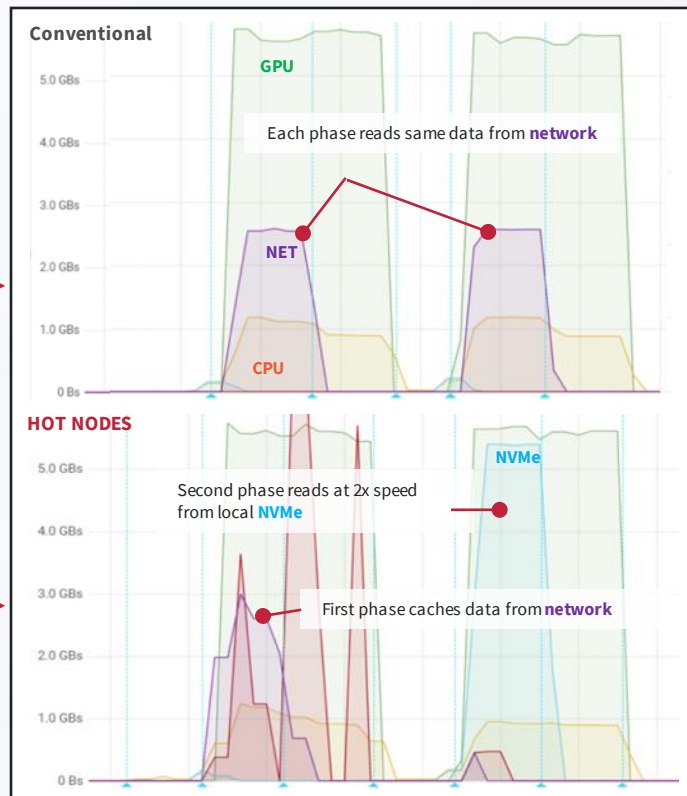 Conventional
GPU
5.0 GBs
Each phase reads same data from network
4.0 GBs
3.0 GBs
NET
2.0 GBs
1.0 GBs
CPU
0 Bs
HOT NODES
NVMe
5.0 GBs
Second phase reads at 2x speed
from local NVMe
4.0 GBs
3.0 GBs
First phase caches data from network
2.0 GBs
1.0 GBs
0 Bs